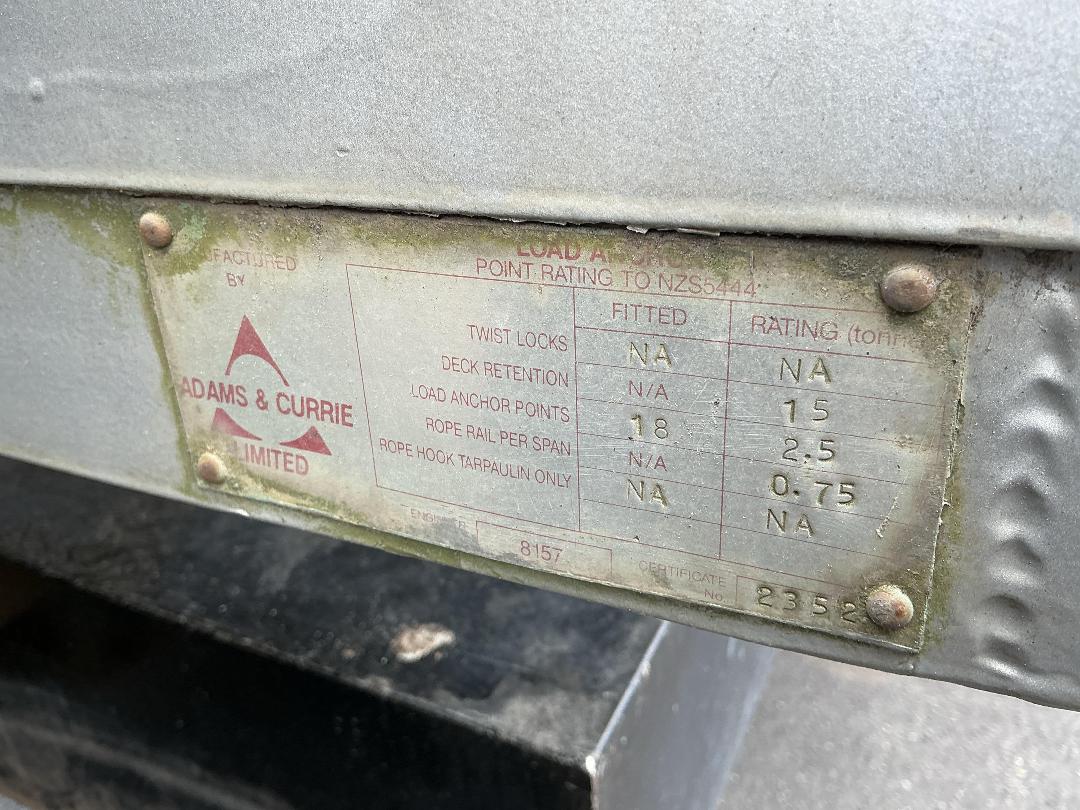 BY
ADAMS & CURRIE
LIMITED
LOAD
POINT RATING TO NZS5444
FITTED RATING
TWIST LOCKS NA NA
DECK RETENTION N/A 15
LOAD ANCHOR POINTS 18 2.5
ROPE RAIL PER SPAN N/A 0.75
ROPE HOOK TARPAULIN ONLY NA NA
8157
CERTIFICATE
No. 2352